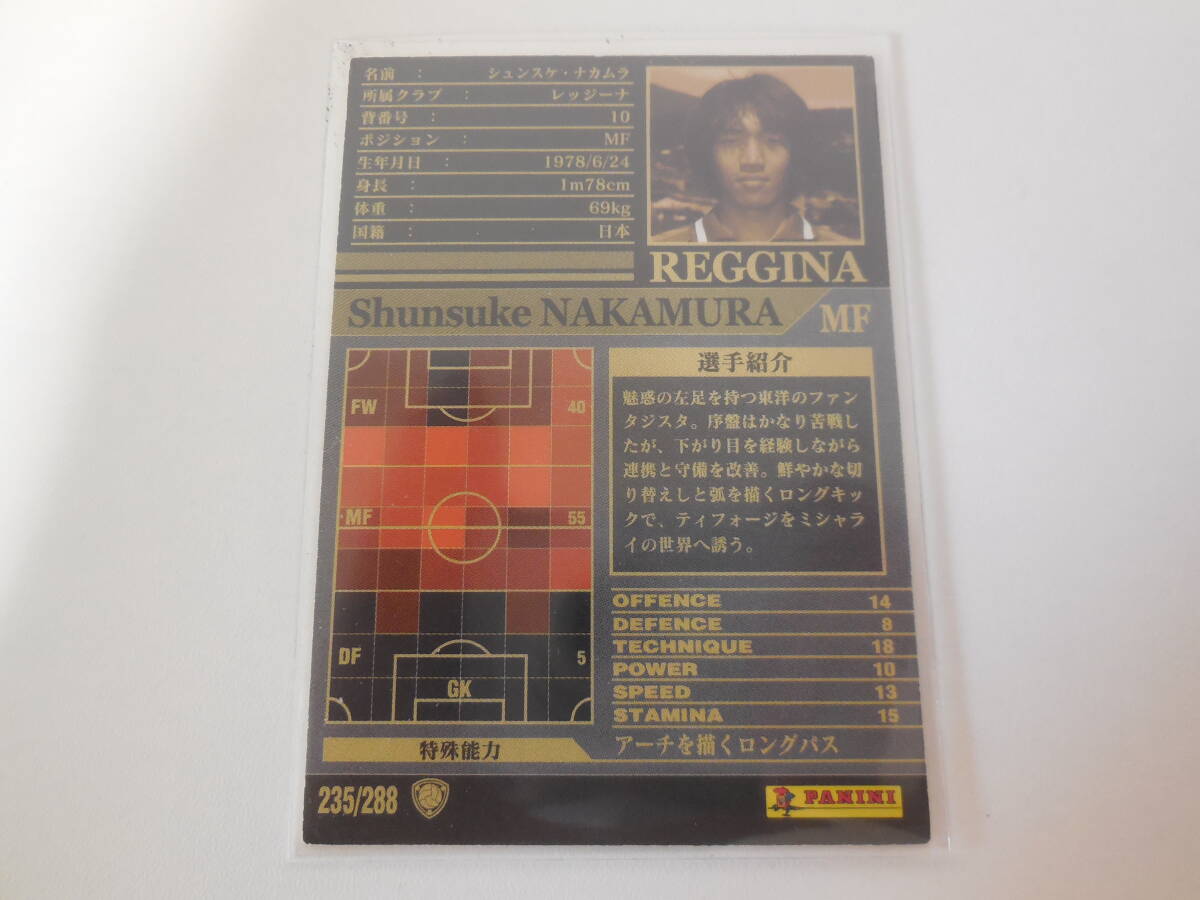 名前 : シュンスケ・ナカムラ
所属クラブ : レッジーナ
背番号 : 10
ポジション : MF
生年月日 : 1978/6/24
身長 : 1m78cm
体重 : 69kg
国籍 : 日本
REGGINA
Shunsuke NAKAMURA MF
FW 40
MF 55
DF 5
GK
選手紹介
魅惑の左足を持つ東洋のファン
タジスタ。序盤はかなり苦戦し
たが、下がり目を経験しながら
連携と守備を改善。鮮やかな切
り替えしと弧を描くロングキッ
クで、ティフォージをミシャラ
イの世界へ誘う。
OFFENCE 14
DEFENCE 8
TECHNIQUE 18
POWER 10
SPEED 13
STAMINA 15
特殊能力 アーチを描くロングパス
235/288
PANINI